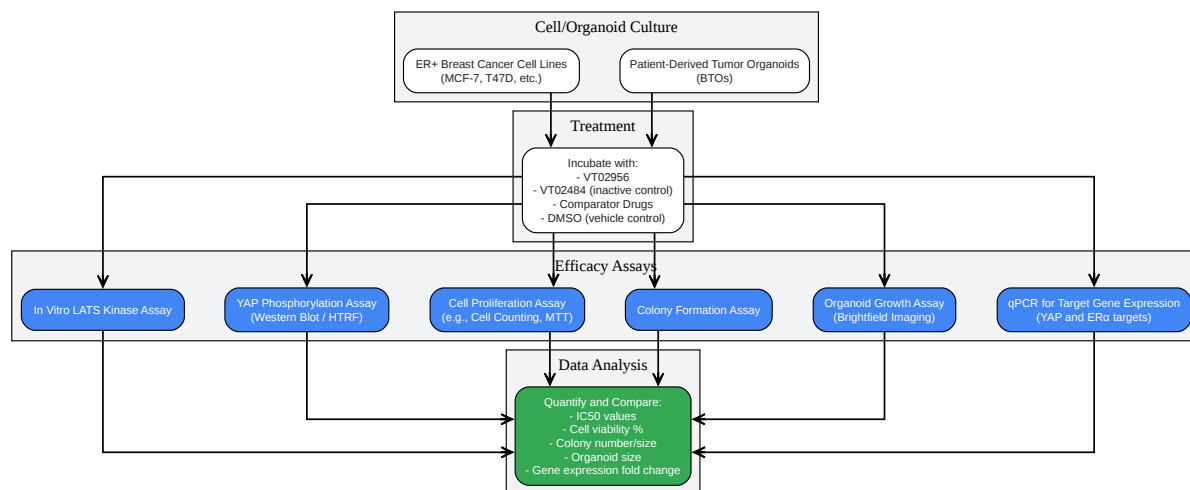 Cell/Organoid Culture
ER+ Breast Cancer Cell Lines
(MCF-7, T47D, etc.)
Patient-Derived Tumor Organoids
(BTOs)
Treatment
Incubate with:
- VT02956
- VT02484 (inactive control)
- Comparator Drugs
- DMSO (vehicle control)
Efficacy Assays
In Vitro LATS Kinase Assay
YAP Phosphorylation Assay
(Western Blot / HTRF)
Cell Proliferation Assay
(e.g., Cell Counting, MTT)
Colony Formation Assay
Organoid Growth Assay
(Brightfield Imaging)
qPCR for Target Gene Expression
(YAP and ERα targets)
Data Analysis
Quantify and Compare:
- IC50 values
- Cell viability %
- Colony number/size
- Organoid size
- Gene expression fold change